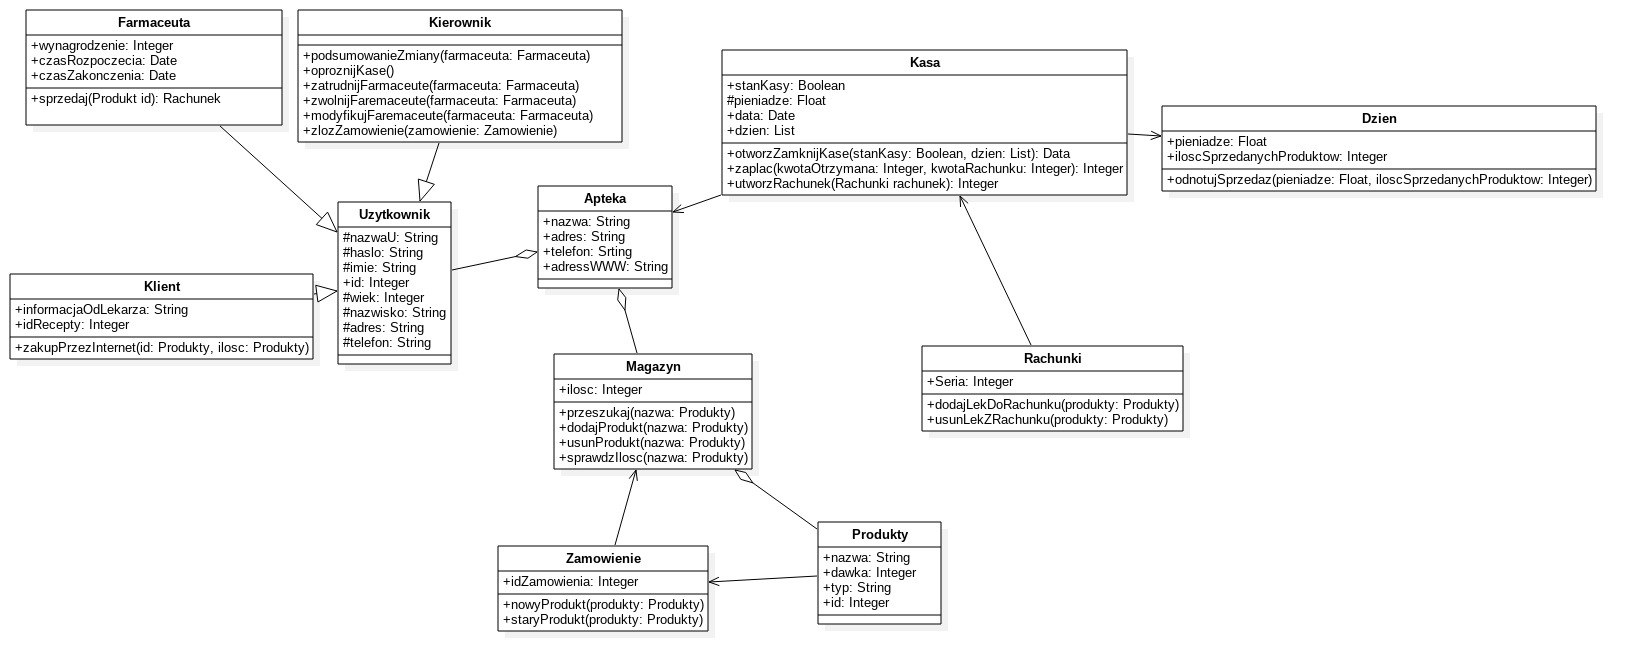 Farmaceuta
+wynagrodzenie: Integer
+czasRozpoczecia: Date
+czasZakonczenia: Date
+sprzedaj(Produkt id): Rachunek
Kierownik
+podsumowanieZmiany(farmaceuta: Farmaceuta)
+oproznijKase()
+zatrudnijFarmaceute(farmaceuta: Farmaceuta)
+zwolnijFaremaceute(farmaceuta: Farmaceuta)
+modyfikujFaremaceute(farmaceuta: Farmaceuta)
+zlozZamowienie(zamowienie: Zamowienie)
Kasa
+stanKasy: Boolean
#pieniadze: Float
+data: Date
+dzien: List
+otworzZamknijKase(stanKasy: Boolean, dzien: List): Data
+zaplac(kwotaOtrzymana: Integer, kwotaRachunku: Integer): Integer
+utworzRachunek(Rachunki rachunek): Integer
Dzien
+pieniadze: Float
+iloscSprzedanychProduktow: Integer
+odnotujSprzedaz(pieniadze: Float, iloscSprzedanychProduktow: Integer)
Apteka
+nazwa: String
+adres: String
+telefon: Srting
+adressWWW: String
Uzytkownik
#nazwaU: String
#haslo: String
#imie: String
+id: Integer
#wiek: Integer
#nazwisko: String
#adres: String
#telefon: String
Klient
+informacjaOdLekarza: String
+idRecepty: Integer
+zakupPrzezInternet(id: Produkty, ilosc: Produkty)
Magazyn
+ilosc: Integer
+przeszukaj(nazwa: Produkty)
+dodajProdukt(nazwa: Produkty)
+usunProdukt(nazwa: Produkty)
+sprawdzIlosc(nazwa: Produkty)
Rachunki
+Seria: Integer
+dodajLekDoRachunku(produkty: Produkty)
+usunLekZRachunku(produkty: Produkty)
Zamowienie
+idZamowienia: Integer
+nowyProdukt(produkty: Produkty)
+staryProdukt(produkty: Produkty)
Produkty
+nazwa: String
+dawka: Integer
+typ: String
+id: Integer